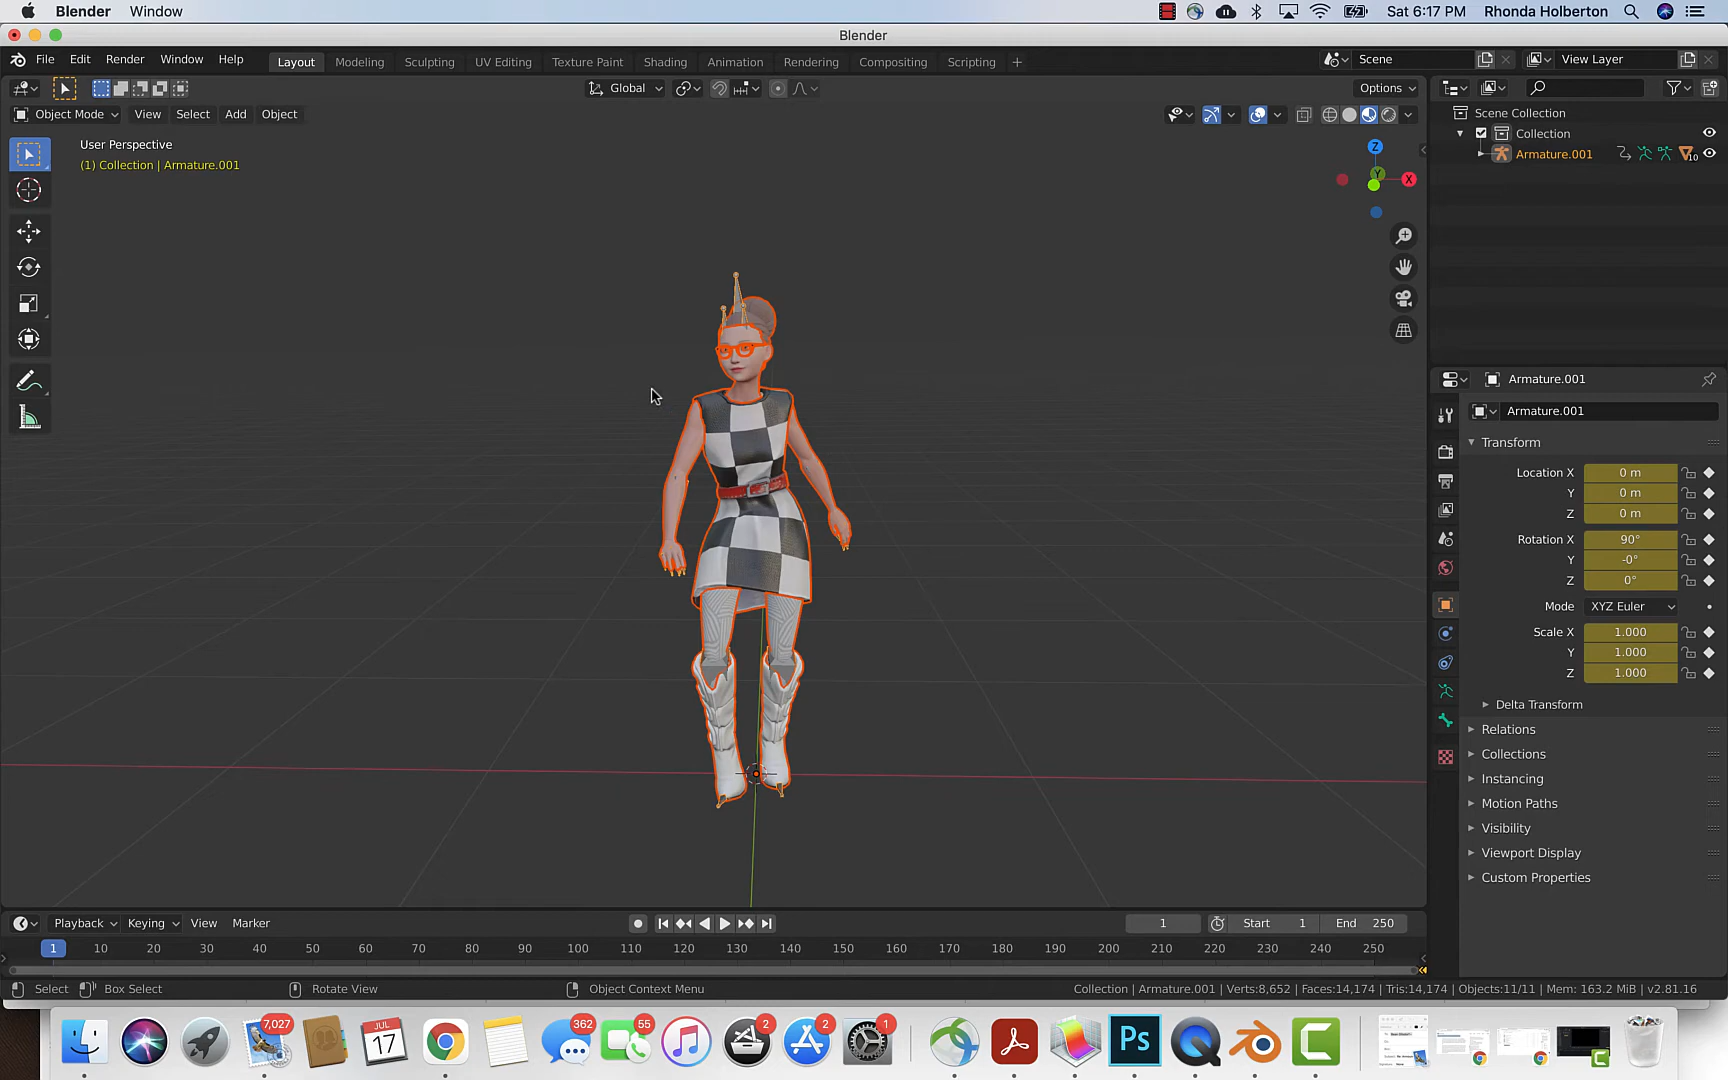 Blender Window Sat 6:17 PM Rhonda Holberton
Blender
File Edit Render Window Help Layout Modeling Sculpting UV Editing Texture Paint Shading Animation Rendering Compositing Scripting + Scene View Layer
Global Options
Object Mode View Select Add Object
User Perspective
(1) Collection | Armature.001
Z
Y
X
Scene Collection
Collection
Armature.001 10
Armature.001
Armature.001
Transform
Location X 0 m
Y 0 m
Z 0 m
Rotation X 90°
Y -0°
Z 0°
Mode XYZ Euler
Scale X 1.000
Y 1.000
Z 1.000
Delta Transform
Relations
Collections
Instancing
Motion Paths
Visibility
Viewport Display
Custom Properties
Playback Keying View Marker 1 Start 1 End 250
1 10 20 30 40 50 60 70 80 90 100 110 120 130 140 150 160 170 180 190 200 210 220 230 240 250
Select Box Select Rotate View Object Context Menu Collection | Armature.001 | Verts:8,652 | Faces:14,174 | Tris:14,174 | Objects:11/11 | Mem: 163.2 MiB | v2.81.16
7,027 JUL 17 362 55 2 2 1 Ps